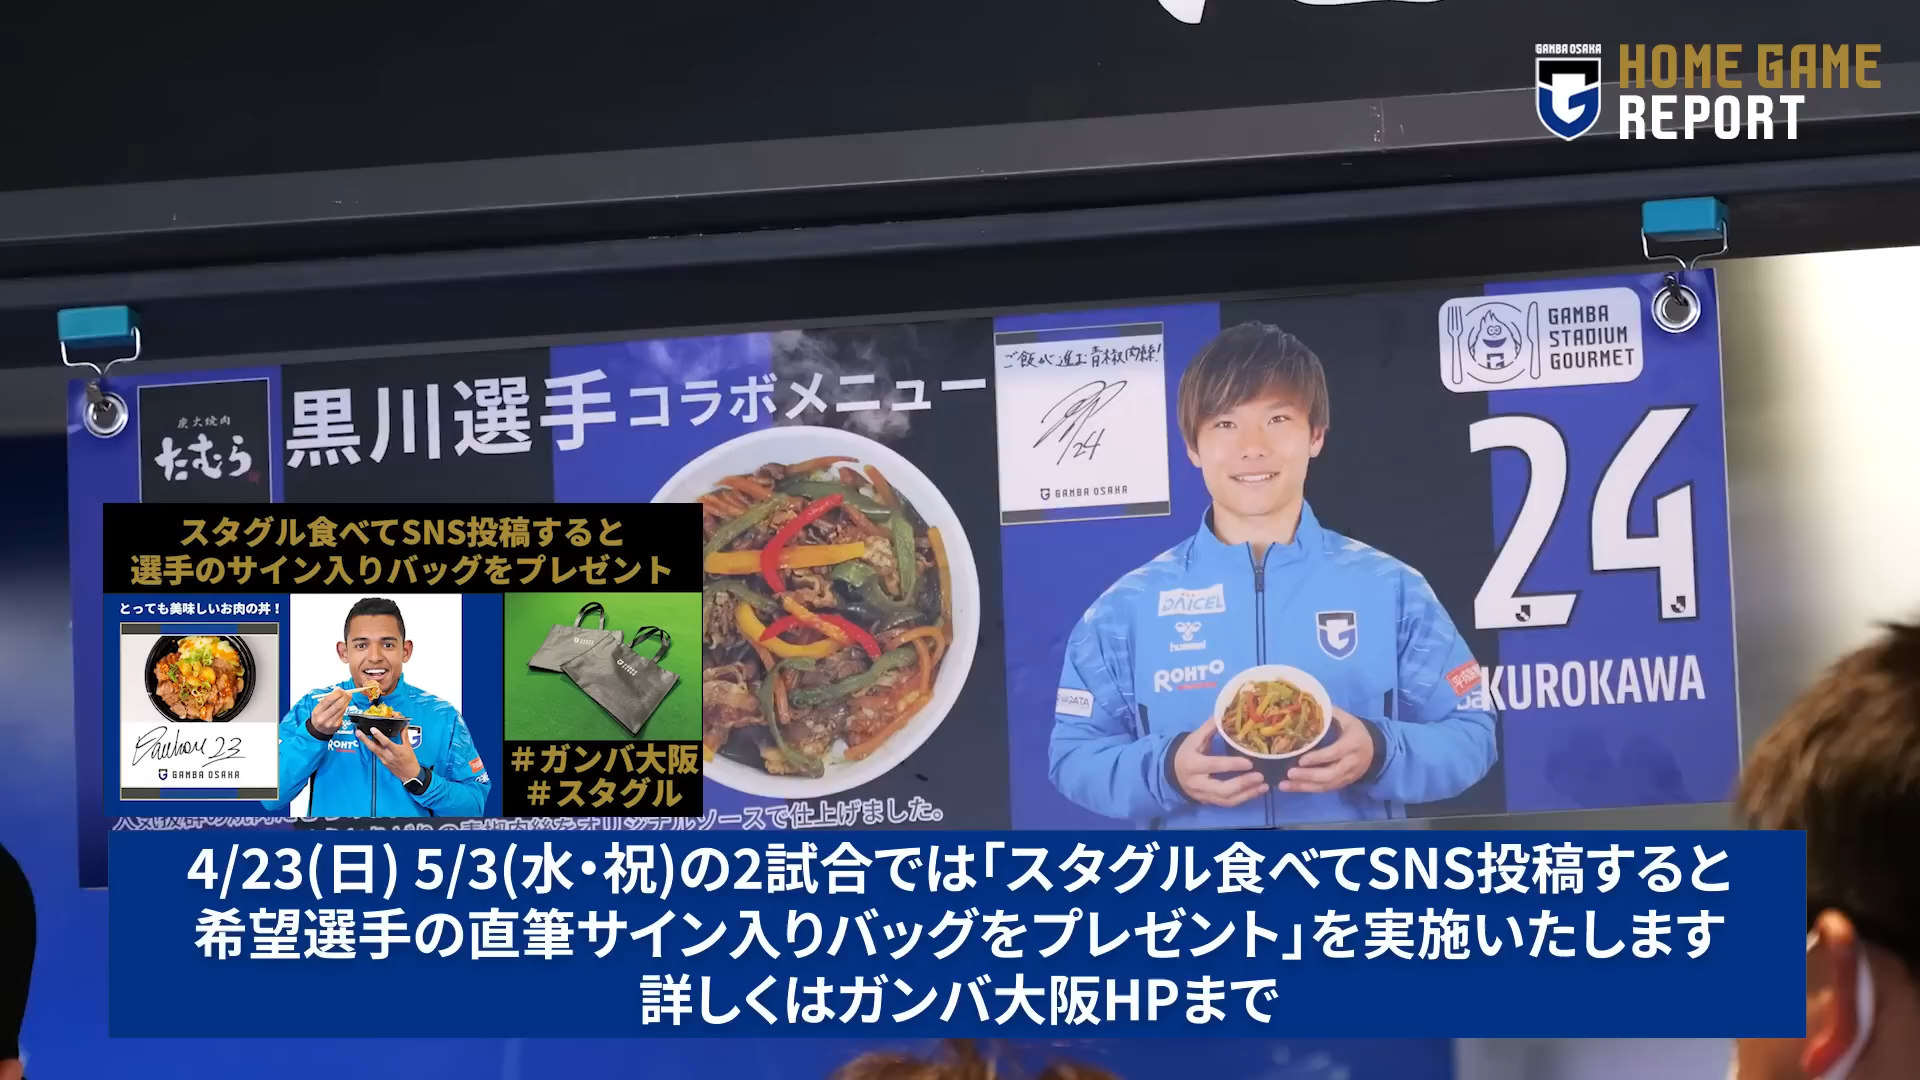 GAMBA OSAKA
HOME GAME
REPORT
炭火焼肉
たむら
黒川選手コラボメニュー
ご飯が進む青椒肉絲!
24
GAMBA OSAKA
GAMBA
STADIUM
GOURMET
24
KUROKAWA
DAICEL
hummel
ROHTO
スタグル食べてSNS投稿すると
選手のサイン入りバッグをプレゼント
とっても美味しいお肉の丼!
23
GAMBA OSAKA
ROHTO
#ガンバ大阪
#スタグル
ソースで仕上げました。
4/23(日) 5/3(水・祝)の2試合では「スタグル食べてSNS投稿すると
希望選手の直筆サイン入りバッグをプレゼント」を実施いたします
詳しくはガンバ大阪HPまで